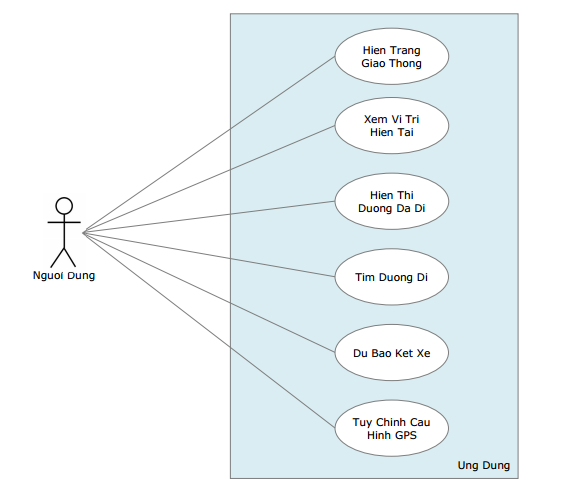 Hien Trang
Giao Thong
Xem Vi Tri
Hien Tai
Hien Thi
Duong Da Di
Nguoi Dung
Tim Duong Di
Du Bao Ket Xe
Tuy Chinh Cau
Hinh GPS
Ung Dung